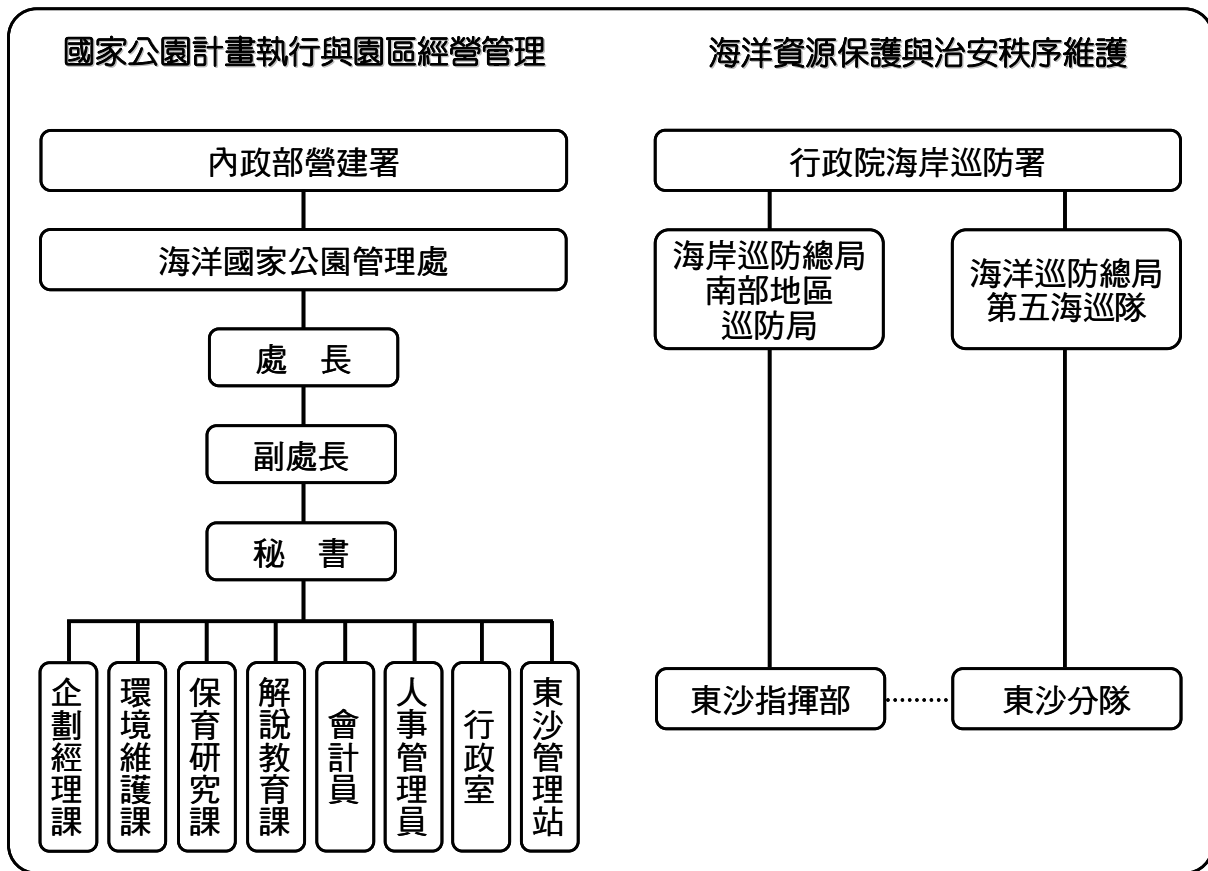 國家公園計畫執行與園區經營管理
海洋資源保護與治安秩序維護
內政部營建署
海洋國家公園管理處
處 長
副處長
秘 書
企劃經理課
環境維護課
保育研究課
解說教育課
會計員
人事管理員
行政室
東沙管理站
行政院海岸巡防署
海岸巡防總局
南部地區
巡防局
海洋巡防總局
第五海巡隊
東沙指揮部
東沙分隊